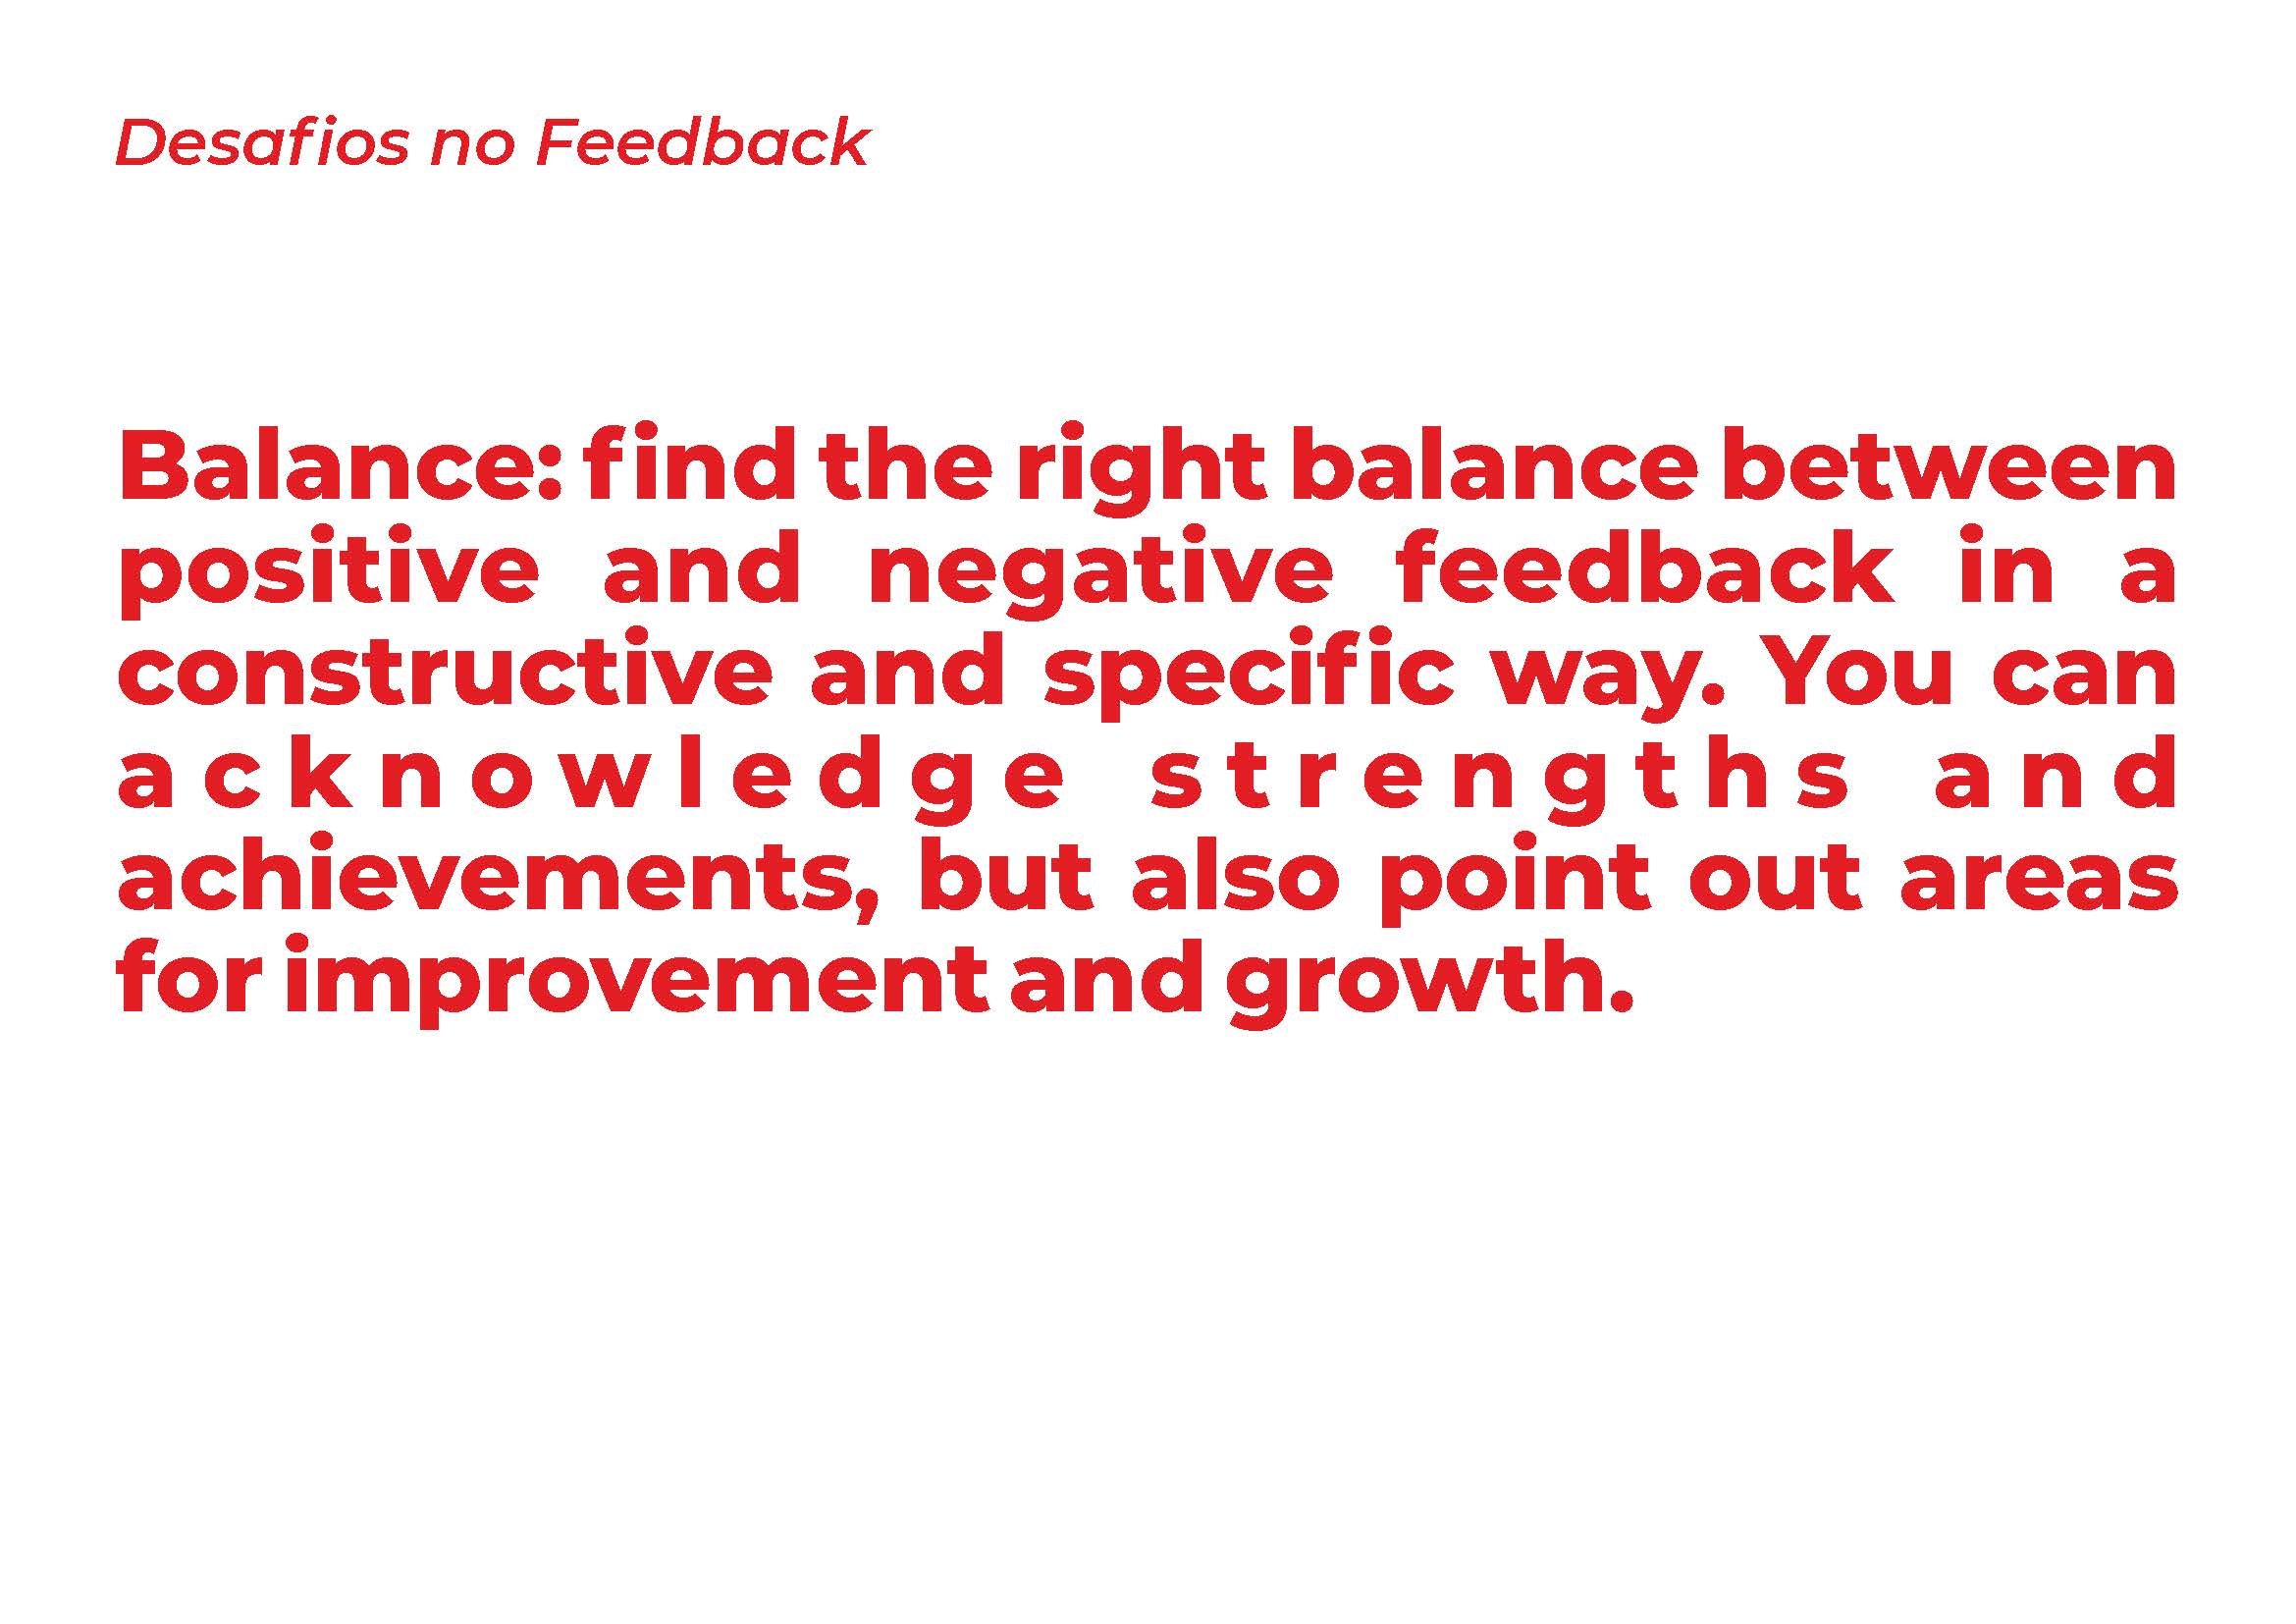 Desafios no Feedback
Balance: find the right balance between
positive and negative feedback in a
constructive and specific way. You can
acknowledge strengths and
achievements, but also point out areas
for improvement and growth.